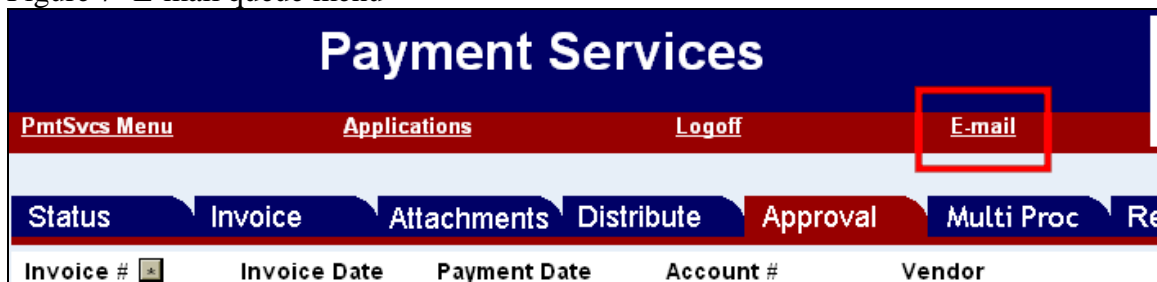 Payment Services
PmtSvcs Menu Applications Logoff E-mail
Status Invoice Attachments Distribute Approval Multi Proc Re
Invoice # * Invoice Date Payment Date Account # Vendor